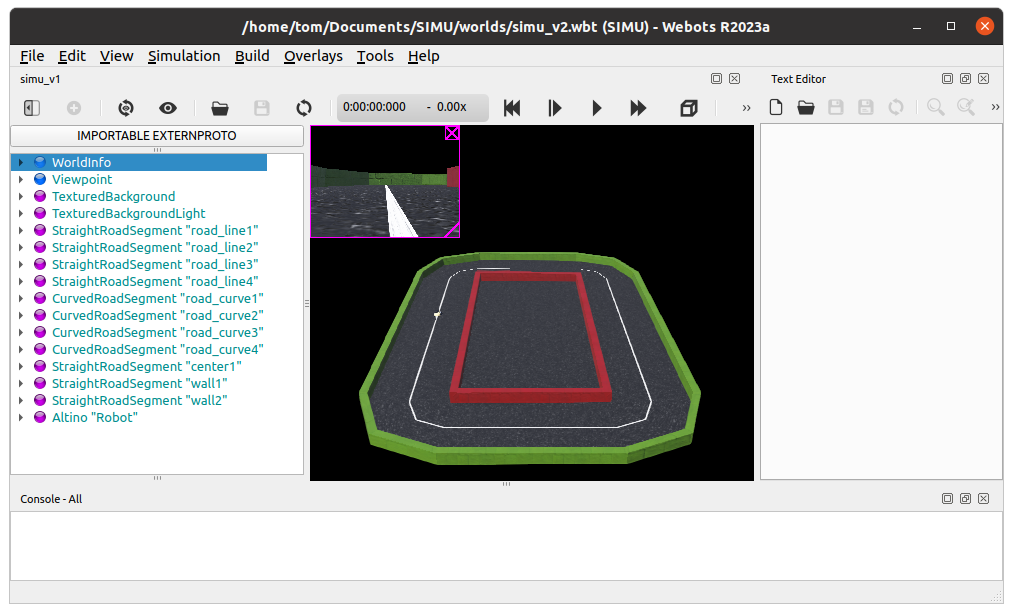 /home/tom/Documents/SIMU/worlds/simu_v2.wbt (SIMU) - Webots R2023a
File Edit View Simulation Build Overlays Tools Help
simu_v1
Text Editor
0:00:00:000 - 0.00x
IMPORTABLE EXTERNPROTO
WorldInfo
Viewpoint
TexturedBackground
TexturedBackgroundLight
StraightRoadSegment "road_line1"
StraightRoadSegment "road_line2"
StraightRoadSegment "road_line3"
StraightRoadSegment "road_line4"
CurvedRoadSegment "road_curve1"
CurvedRoadSegment "road_curve2"
CurvedRoadSegment "road_curve3"
CurvedRoadSegment "road_curve4"
StraightRoadSegment "center1"
StraightRoadSegment "wall1"
StraightRoadSegment "wall2"
Altino "Robot"
Console - All